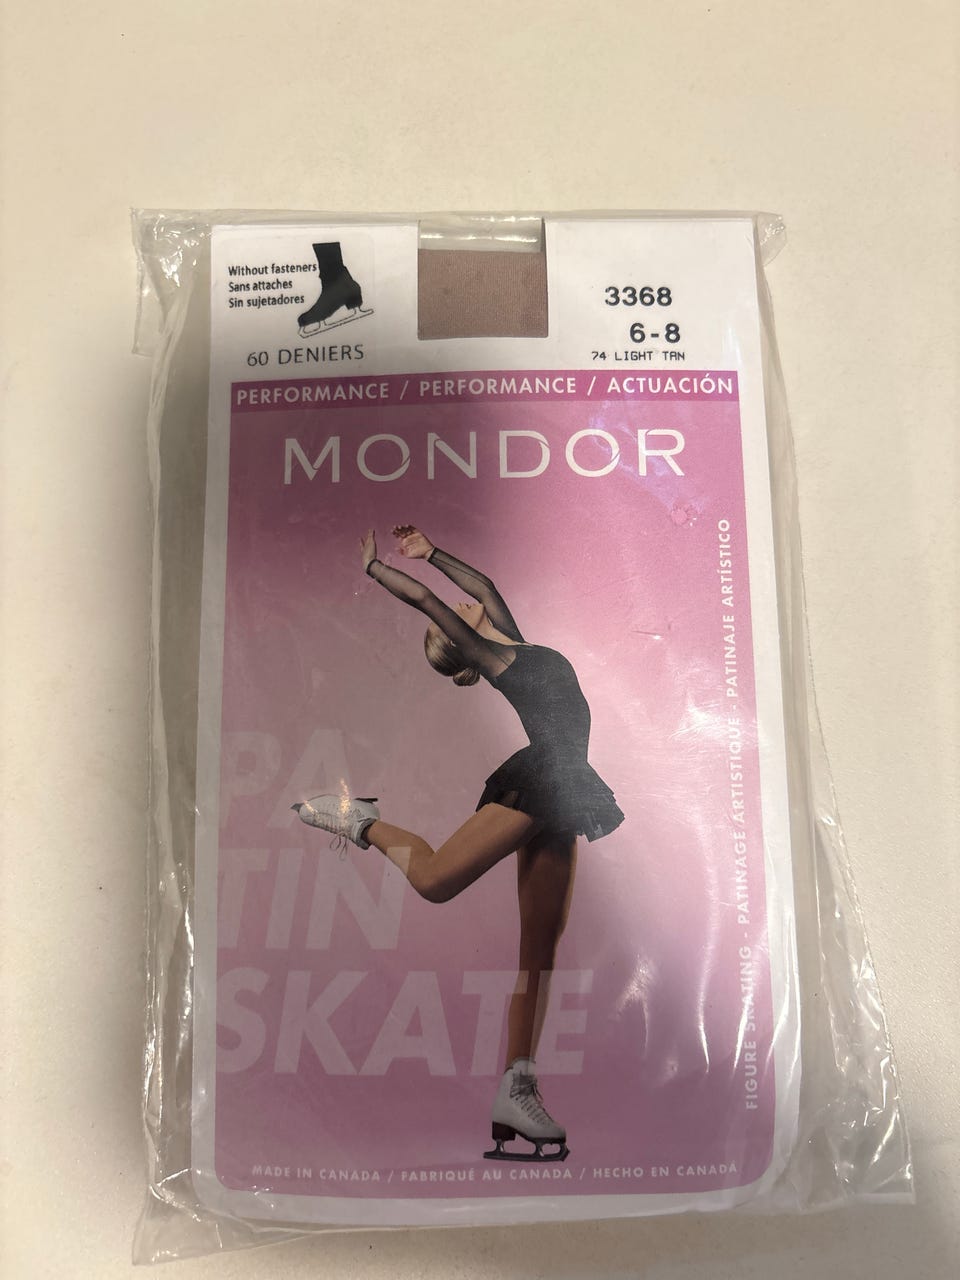 Without fasteners
Sans attaches
Sin sujetadores
60 DENIERS
3368
6-8
74 LIGHT TAN
PERFORMANCE / PERFORMANCE / ACTUACIÓN
MONDOR
FIGURE SKATING - PATINAGE ARTISTIQUE - PATINAJE ARTÍSTICO
PA
TIN
SKATE
MADE IN CANADA / FABRIQUÉ AU CANADA / HECHO EN CANADÁ